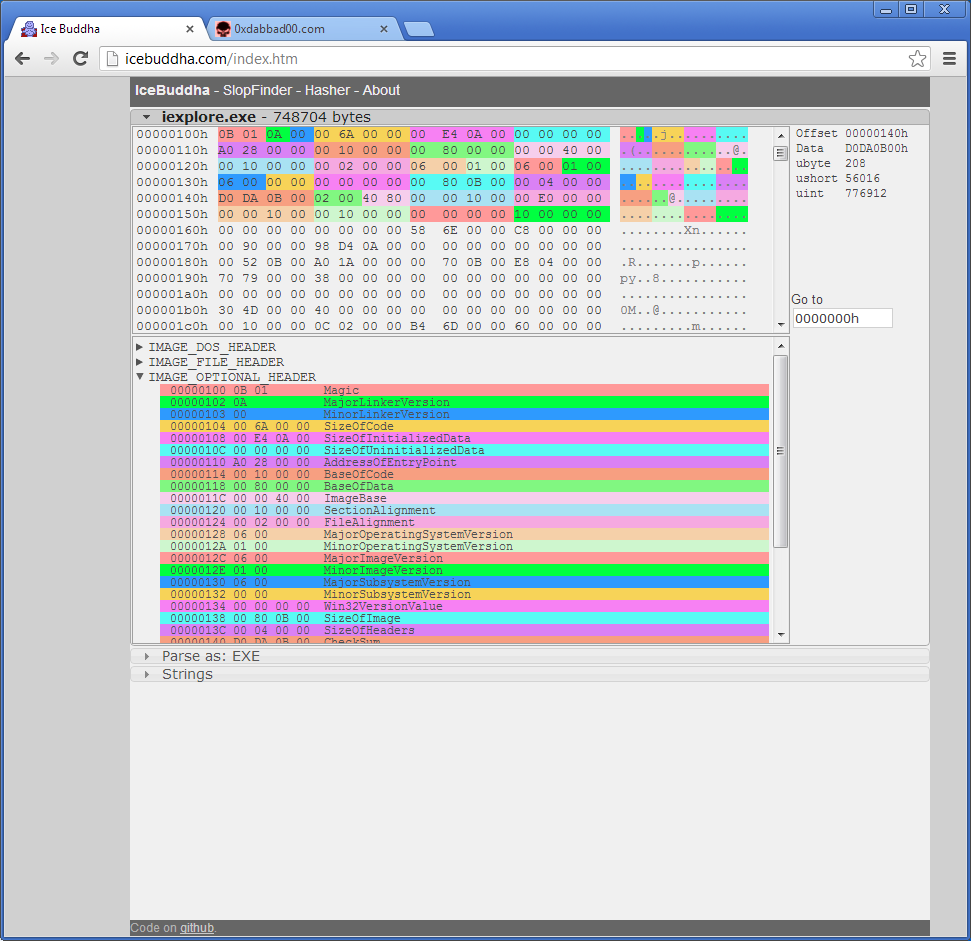 Ice Buddha
0xdabbad00.com
icebuddha.com/index.htm
IceBuddha - SlopFinder - Hasher - About
iexplore.exe - 748704 bytes
00000100h 0B 01 0A 00 00 6A 00 00 00 E4 0A 00 00 00 00 00 .....j..........
00000110h A0 28 00 00 00 10 00 00 00 80 00 00 00 00 40 00 .(............@.
00000120h 00 10 00 00 00 02 00 00 06 00 01 00 06 00 01 00 ................
00000130h 06 00 00 00 00 00 00 00 00 80 0B 00 00 04 00 00 ................
00000140h D0 DA 0B 00 02 00 40 80 00 00 10 00 00 E0 00 00 ......@.........
00000150h 00 00 10 00 00 10 00 00 00 00 00 00 10 00 00 00 ................
00000160h 00 00 00 00 00 00 00 00 58 6E 00 00 C8 00 00 00 ........Xn......
00000170h 00 90 00 00 98 D4 0A 00 00 00 00 00 00 00 00 00 ................
00000180h 00 52 0B 00 A0 1A 00 00 00 70 0B 00 E8 04 00 00 .R.......p......
00000190h 70 79 00 00 38 00 00 00 00 00 00 00 00 00 00 00 py..8...........
000001a0h 00 00 00 00 00 00 00 00 00 00 00 00 00 00 00 00 ................
000001b0h 30 4D 00 00 40 00 00 00 00 00 00 00 00 00 00 00 0M..@...........
000001c0h 00 10 00 00 0C 02 00 00 B4 6D 00 00 60 00 00 00 .........m..`...
Offset 00000140h
Data D0DA0B00h
ubyte 208
ushort 56016
uint 776912
Go to
0000000h
IMAGE_DOS_HEADER
IMAGE_FILE_HEADER
IMAGE_OPTIONAL_HEADER
00000100 0B 01 Magic
00000102 0A MajorLinkerVersion
00000103 00 MinorLinkerVersion
00000104 00 6A 00 00 SizeOfCode
00000108 00 E4 0A 00 SizeOfInitializedData
0000010C 00 00 00 00 SizeOfUninitializedData
00000110 A0 28 00 00 AddressOfEntryPoint
00000114 00 10 00 00 BaseOfCode
00000118 00 80 00 00 BaseOfData
0000011C 00 00 40 00 ImageBase
00000120 00 10 00 00 SectionAlignment
00000124 00 02 00 00 FileAlignment
00000128 06 00 MajorOperatingSystemVersion
0000012A 01 00 MinorOperatingSystemVersion
0000012C 06 00 MajorImageVersion
0000012E 01 00 MinorImageVersion
00000130 06 00 MajorSubsystemVersion
00000132 00 00 MinorSubsystemVersion
00000134 00 00 00 00 Win32VersionValue
00000138 00 80 0B 00 SizeOfImage
0000013C 00 04 00 00 SizeOfHeaders
00000140 D0 DA 0B 00 CheckSum
Parse as: EXE
Strings
Code on github.